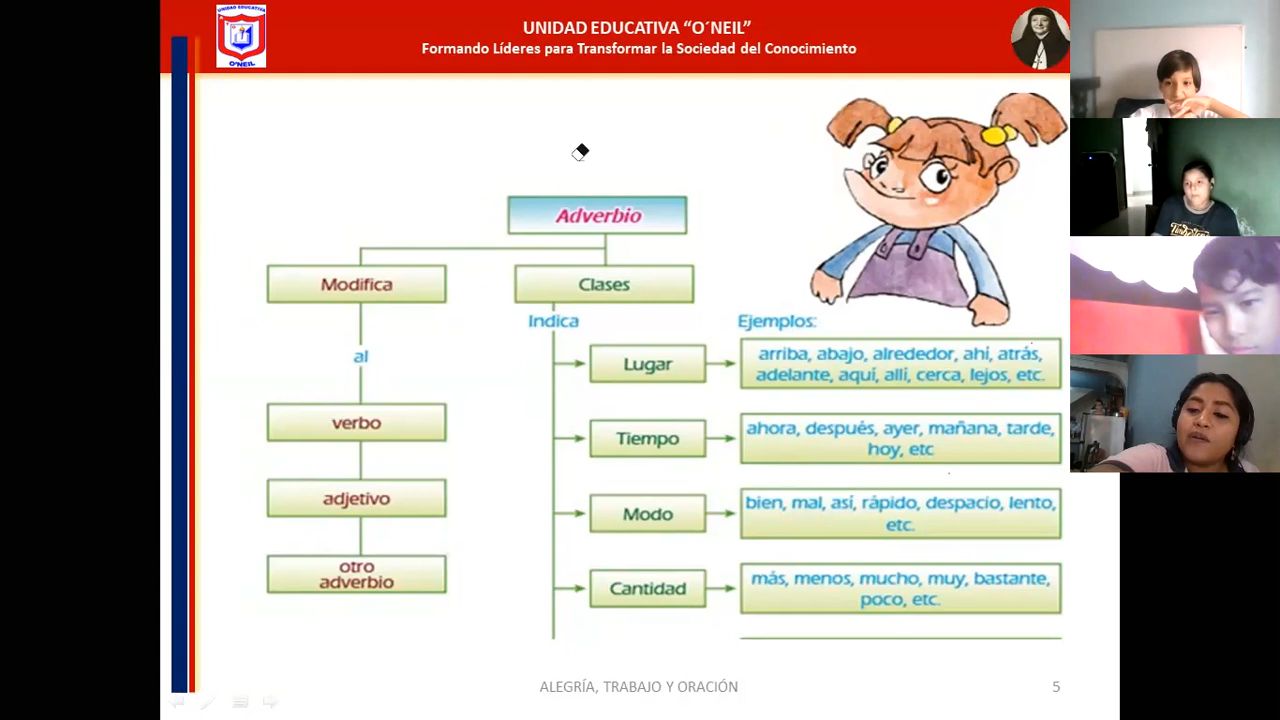 UNIDAD EDUCATIVA
O'NEIL
UNIDAD EDUCATIVA “O´NEIL”
Formando Líderes para Transformar la Sociedad del Conocimiento
Adverbio
Modifica
Clases
al
verbo
adjetivo
otro
adverbio
Indica
Ejemplos:
Lugar
arriba, abajo, alrededor, ahí, atrás,
adelante, aquí, allí, cerca, lejos, etc.
Tiempo
ahora, después, ayer, mañana, tarde,
hoy, etc
Modo
bien, mal, así, rápido, despacio, lento,
etc.
Cantidad
más, menos, mucho, muy, bastante,
poco, etc.
ALEGRÍA, TRABAJO Y ORACIÓN
5